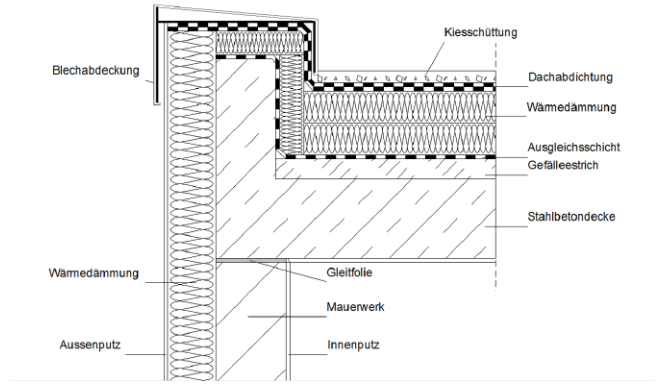 Kiesschüttung
Blechabdeckung
Dachabdichtung
Wärmedämmung
Ausgleichsschicht
Gefälleestrich
Stahlbetondecke
Wärmedämmung
Gleitfolie
Mauerwerk
Aussenputz
Innenputz